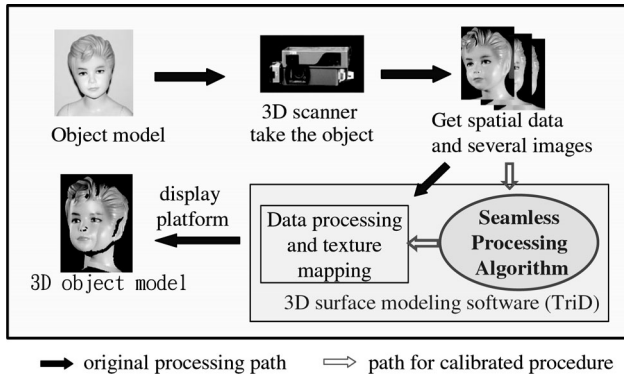 Object model
3D scanner
take the object
Get spatial data
and several images
display
platform
3D object model
Data processing
and texture
mapping
Seamless
Processing
Algorithm
3D surface modeling software (TriD)
original processing path
path for calibrated procedure